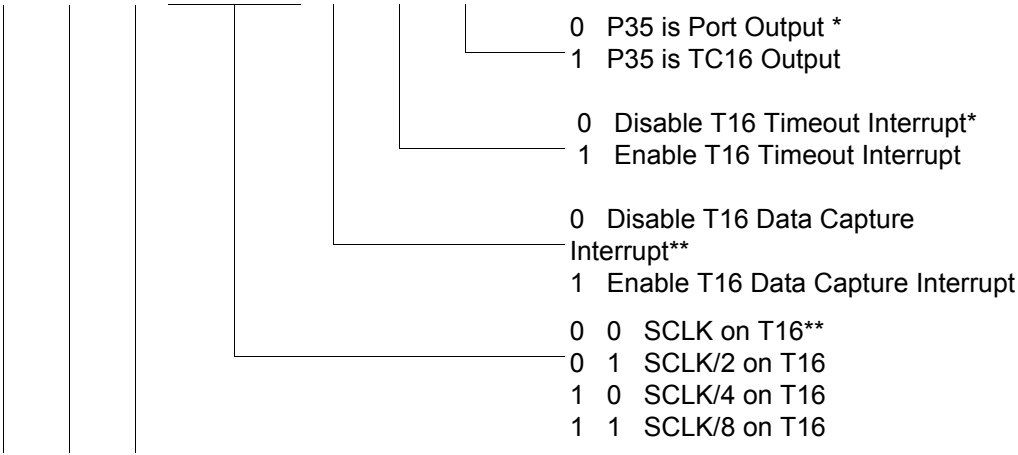 0 P35 is Port Output *
1 P35 is TC16 Output
0 Disable T16 Timeout Interrupt*
1 Enable T16 Timeout Interrupt
0 Disable T16 Data Capture
Interrupt**
1 Enable T16 Data Capture Interrupt
0 0 SCLK on T16**
0 1 SCLK/2 on T16
1 0 SCLK/4 on T16
1 1 SCLK/8 on T16